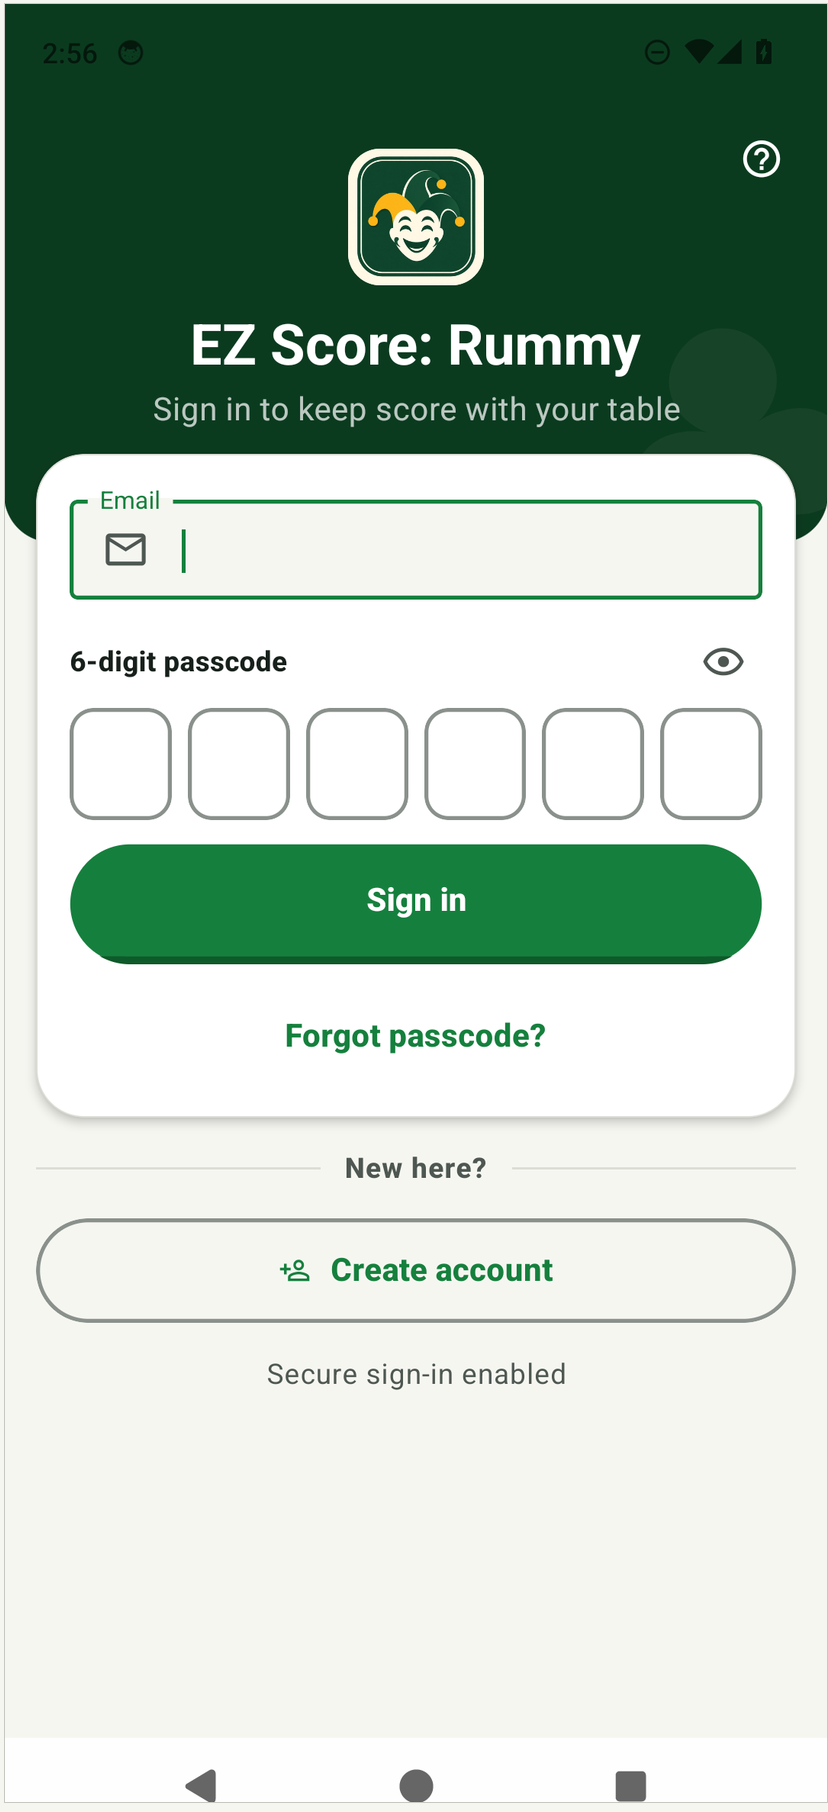 2:56
EZ Score: Rummy
Sign in to keep score with your table
Email
6-digit passcode
Sign in
Forgot passcode?
New here?
Create account
Secure sign-in enabled